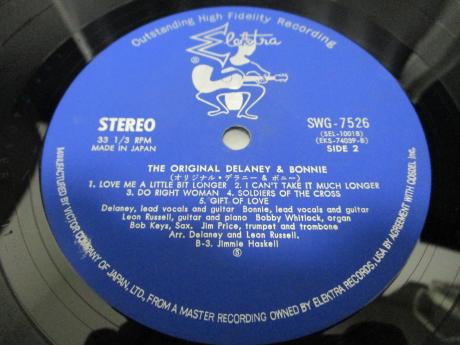 Outstanding High Fidelity Recording
Elektra
®
STEREO
33 1/3 RPM
MADE IN JAPAN
SWG-7526
(SEL-10018)
(EKS-74039-B)
SIDE 2
THE ORIGINAL DELANEY & BONNIE
(オリジナル・デラニー & ボニー)
1. LOVE ME A LITTLE BIT LONGER 2. I CAN'T TAKE IT MUCH LONGER
3. DO RIGHT WOMAN 4. SOLDIERS OF THE CROSS
5. GIFT OF LOVE
Delaney, lead vocals and guitar Bonnie, lead vocals and guitar
Leon Russell, guitar and piano Bobby Whitlock, organ
Bob Keys, Sax. Jim Price, trumpet and trombone
Arr. Delaney and Leon Russell.
B-3. Jimmie Haskell
Ⓢ
MANUFACTURED BY VICTOR COMPANY OF JAPAN, LTD. FROM A MASTER RECORDING OWNED BY ELEKTRA RECORDS, USA BY AGREEMENT WITH DOBEL Inc.